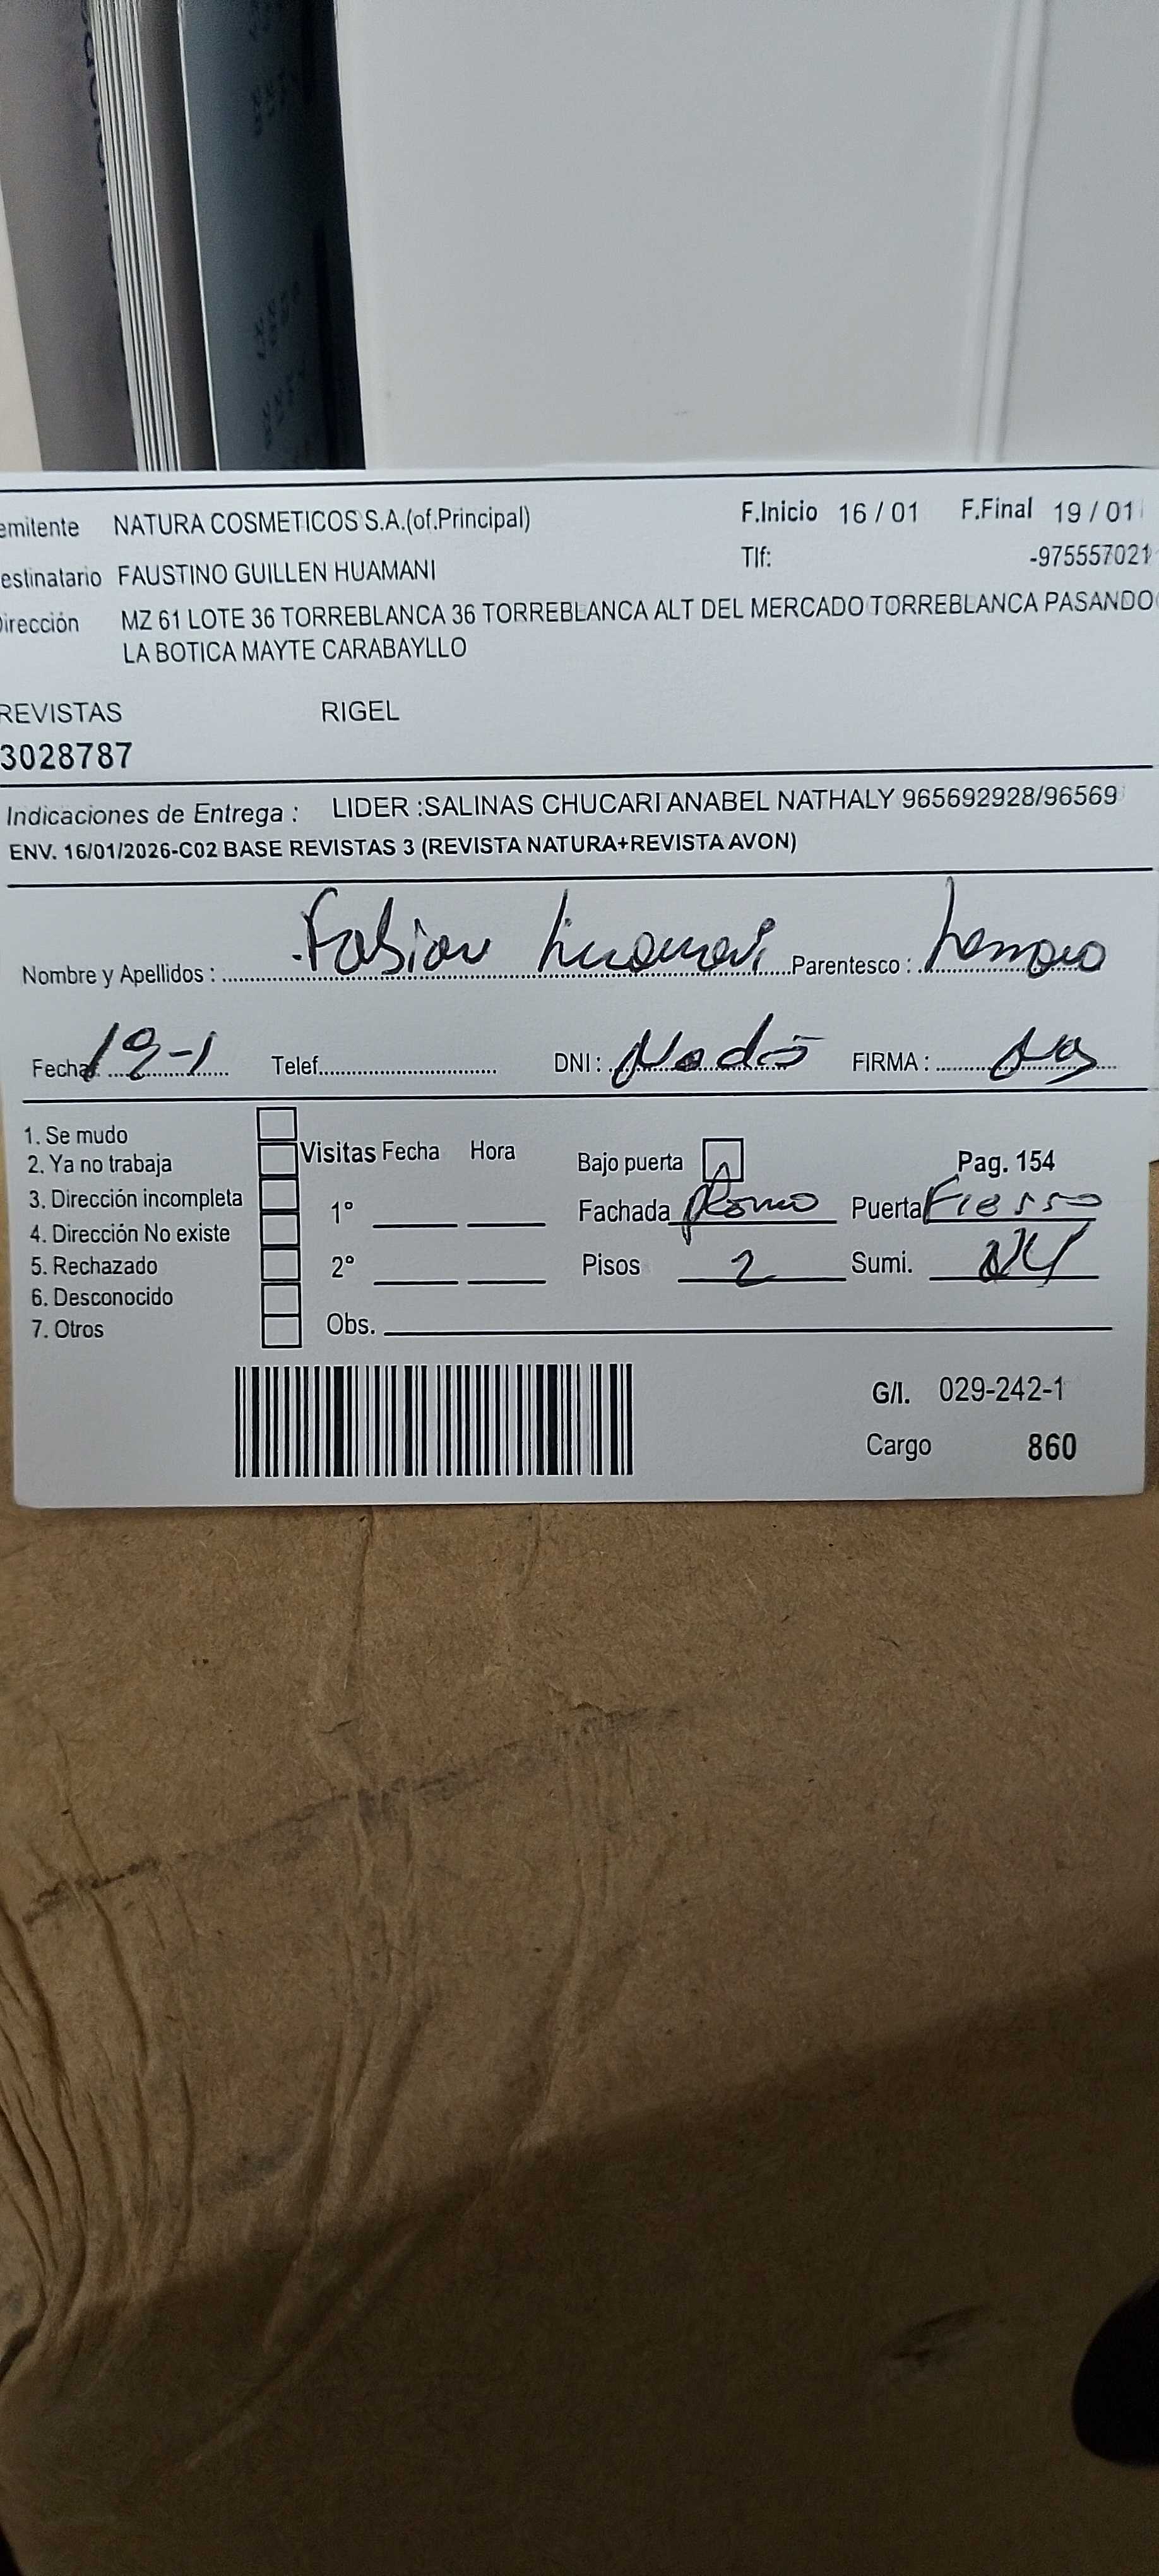 emitente NATURA COSMETICOS S.A.(of.Principal) F.Inicio 16 / 01 F.Final 19 / 01
estinatario FAUSTINO GUILLEN HUAMANI Tlf: -975557021
Dirección MZ 61 LOTE 36 TORREBLANCA 36 TORREBLANCA ALT DEL MERCADO TORREBLANCA PASANDO
LA BOTICA MAYTE CARABAYLLO
REVISTAS RIGEL
3028787
Indicaciones de Entrega : LIDER :SALINAS CHUCARI ANABEL NATHALY 965692928/96569
ENV. 16/01/2026-C02 BASE REVISTAS 3 (REVISTA NATURA+REVISTA AVON)
Nombre y Apellidos : Fabian Huamani Parentesco :
Fecha 19-1 Telef. DNI : FIRMA :
1. Se mudo
2. Ya no trabaja Visitas Fecha Hora Bajo puerta Pag. 154
3. Dirección incompleta 1° Fachada Plomo Puerta Fierro
4. Dirección No existe
5. Rechazado 2° Pisos 2 Sumi.
6. Desconocido
7. Otros Obs.
G/I. 029-242-1
Cargo 860